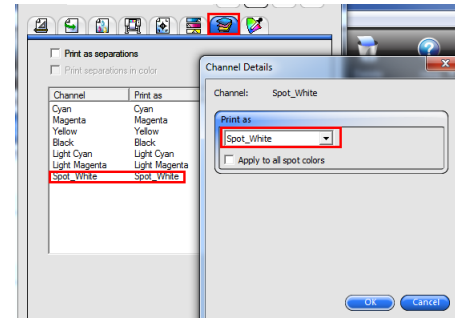 Print as separations
Print separations in color
Channel Print as
Cyan Cyan
Magenta Magenta
Yellow Yellow
Black Black
Light Cyan Light Cyan
Light Magenta Light Magenta
Spot_White Spot_White
Channel Details
Channel: Spot_White
Print as
Spot_White
Apply to all spot colors
OK Cancel